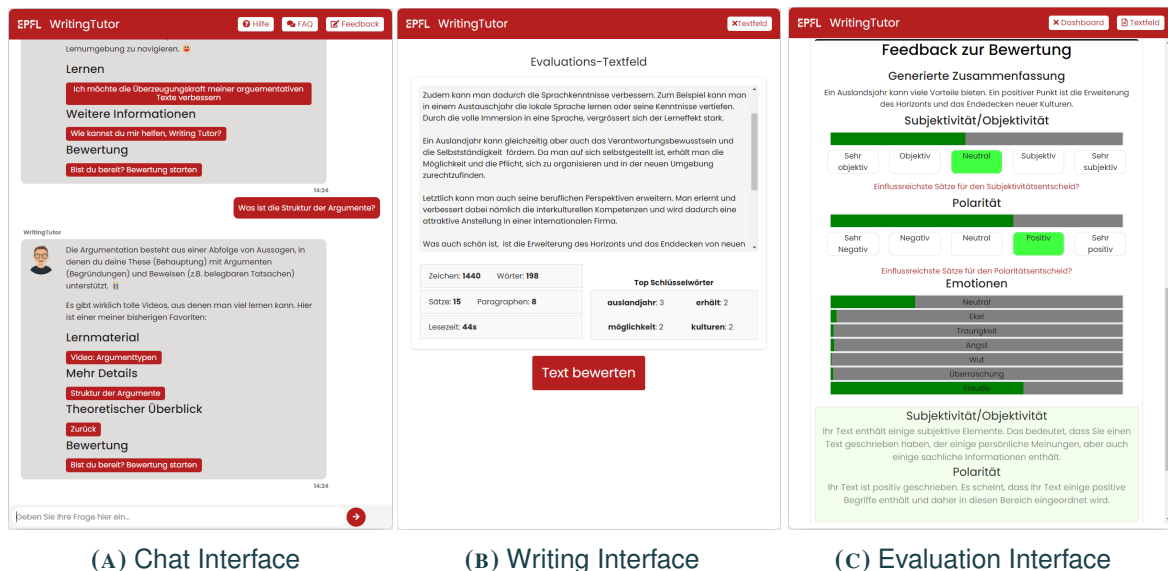 EPFL WritingTutor
Hilfe
FAQ
Feedback
Lernumgebung zu navigieren.
Lernen
Ich möchte die Überzeugungskraft meiner arguementativen
Texte verbessern
Weitere Informationen
Wie kannst du mir helfen, Writing Tutor?
Bewertung
Bist du bereit? Bewertung starten
14:24
Was ist die Struktur der Argumente?
WritingTutor
Die Argumentation besteht aus einer Abfolge von Aussagen, in
denen du deine These (Behauptung) mit Argumenten
(Begründungen) und Beweisen (z.B. belegbaren Tatsachen)
unterstützt.
Es gibt wirklich tolle Videos, aus denen man viel lernen kann. Hier
ist einer meiner bisherigen Favoriten:
Lernmaterial
Video: Argumenttypen
Mehr Details
Struktur der Argumente
Theoretischer Überblick
Zurück
Bewertung
Bist du bereit? Bewertung starten
14:24
Geben Sie Ihre Frage hier ein...
(A) Chat Interface
EPFL WritingTutor
Textfeld
Evaluations-Textfeld
Zudem kann man dadurch die Sprachkenntnisse verbessern. Zum Beispiel kann man
in einem Austauschjahr die lokale Sprache lernen oder seine Kenntnisse vertiefen.
Durch die volle Immersion in eine Sprache, vergrössert sich der Lerneffekt stark.
Ein Auslandjahr kann gleichzeitig aber auch das Verantwortungsbewusstsein und
die Selbstständigkeit fördern. Da man auf sich selbstgestellt ist, erhält man die
Möglichkeit und die Pflicht, sich zu organisieren und in der neuen Umgebung
zurechtzufinden.
Letztlich kann man auch seine beruflichen Perspektiven erweitern. Man erlernt und
verbessert dabei nämlich die interkulturellen Kompetenzen und wird dadurch eine
attraktive Anstellung in einer internationalen Firma.
Was auch schön ist, ist die Erweiterung des Horizonts und das Enddecken von neuen
Zeichen: 1440 Wörter: 198
Sätze: 15 Paragraphen: 8
Lesezeit: 44s
Top Schlüsselwörter
auslandjahr: 3 erhält: 2
möglichkeit: 2 kulturen: 2
Text bewerten
(B) Writing Interface
EPFL WritingTutor
Dashboard
Textfeld
Feedback zur Bewertung
Generierte Zusammenfassung
Ein Auslandjahr kann viele Vorteile bieten. Ein positiver Punkt ist die Erweiterung
des Horizonts und das Endedecken neuer Kulturen.
Subjektivität/Objektivität
Sehr objektiv
Objektiv
Neutral
Subjektiv
Sehr subjektiv
Einflussreichste Sätze für den Subjektivitätsentscheid?
Polarität
Sehr Negativ
Negativ
Neutral
Positiv
Sehr positiv
Einflussreichste Sätze für den Polaritätsentscheid?
Emotionen
Neutral
Ekel
Traurigkeit
Angst
Wut
Überraschung
Freude
Subjektivität/Objektivität
Ihr Text enthält einige subjektive Elemente. Das bedeutet, dass Sie einen
Text geschrieben haben, der einige persönliche Meinungen, aber auch
einige sachliche Informationen enthält.
Polarität
Ihr Text ist positiv geschrieben. Es scheint, dass Ihr Text einige positive
Begriffe enthält und daher in diesen Bereich eingeordnet wird.
(C) Evaluation Interface